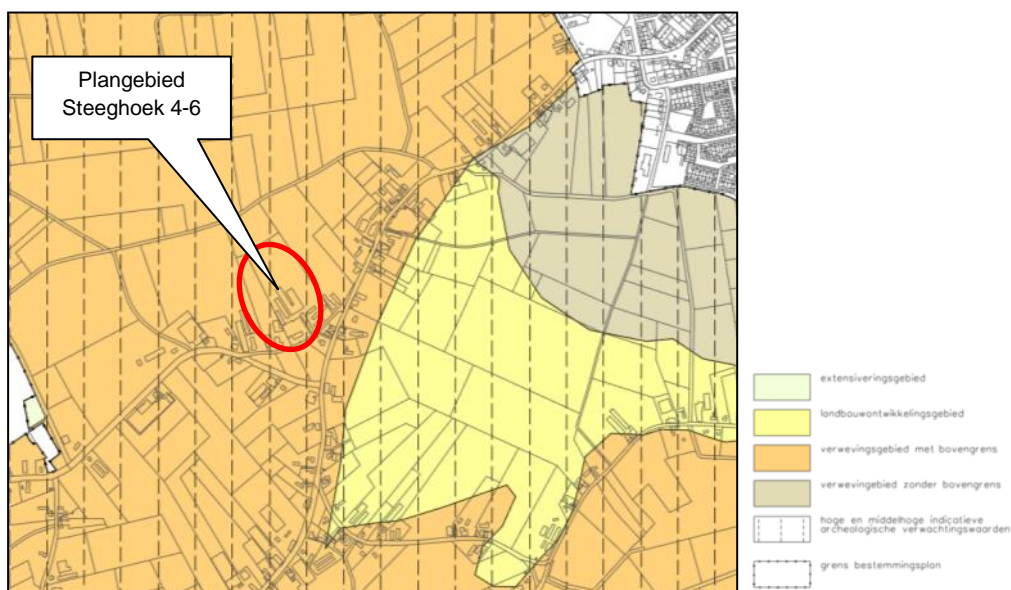 Plangebied
Steeghoek 4-6
extensiveringsgebied
landbouwontwikkelingsgebied
verwevingsgebied met bovengrens
verwevingebied zonder bovengrens
hoge en middelhoge indicatieve
archeologische verwachtingswaarden
grens bestemmingsplan